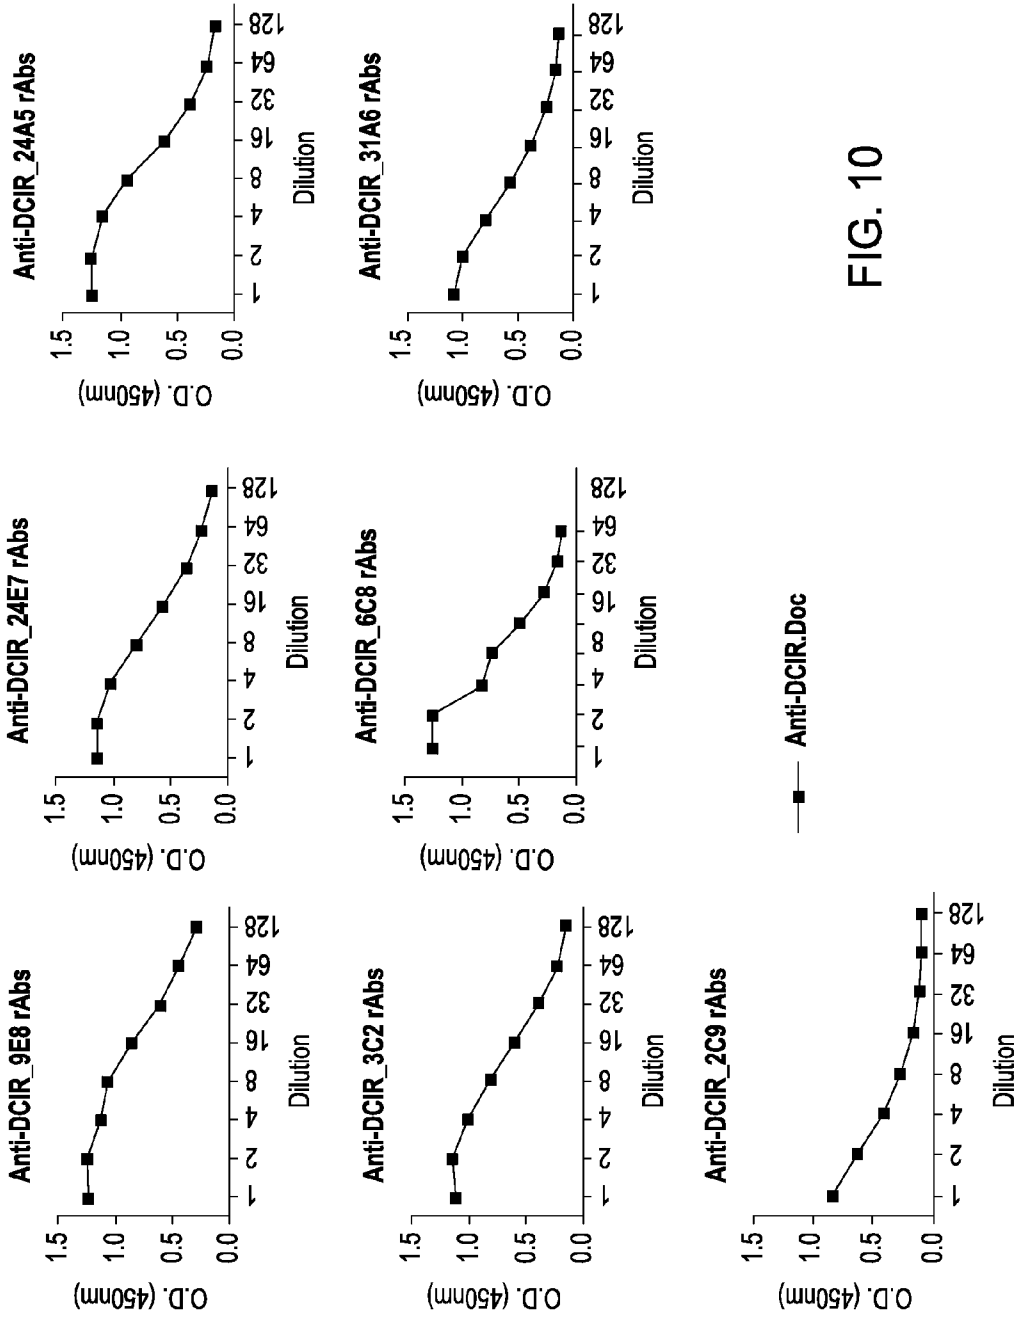 Anti-DCIR_9E8 rAbs
O.D. (450nm)
1.5
1.0
0.5
0.0
1 2 4 8 16 32 64 128
Dilution
Anti-DCIR_24E7 rAbs
O.D. (450nm)
1.5
1.0
0.5
0.0
1 2 4 8 16 32 64 128
Dilution
Anti-DCIR_24A5 rAbs
O.D. (450nm)
1.5
1.0
0.5
0.0
1 2 4 8 16 32 64 128
Dilution
Anti-DCIR_3C2 rAbs
O.D. (450nm)
1.5
1.0
0.5
0.0
1 2 4 8 16 32 64 128
Dilution
Anti-DCIR_6C8 rAbs
O.D. (450nm)
1.5
1.0
0.5
0.0
1 2 4 8 16 32 64 128
Dilution
Anti-DCIR_31A6 rAbs
O.D. (450nm)
1.5
1.0
0.5
0.0
1 2 4 8 16 32 64 128
Dilution
Anti-DCIR_2C9 rAbs
O.D. (450nm)
1.5
1.0
0.5
0.0
1 2 4 8 16 32 64 128
Dilution
Anti-DCIR.Doc
FIG. 10